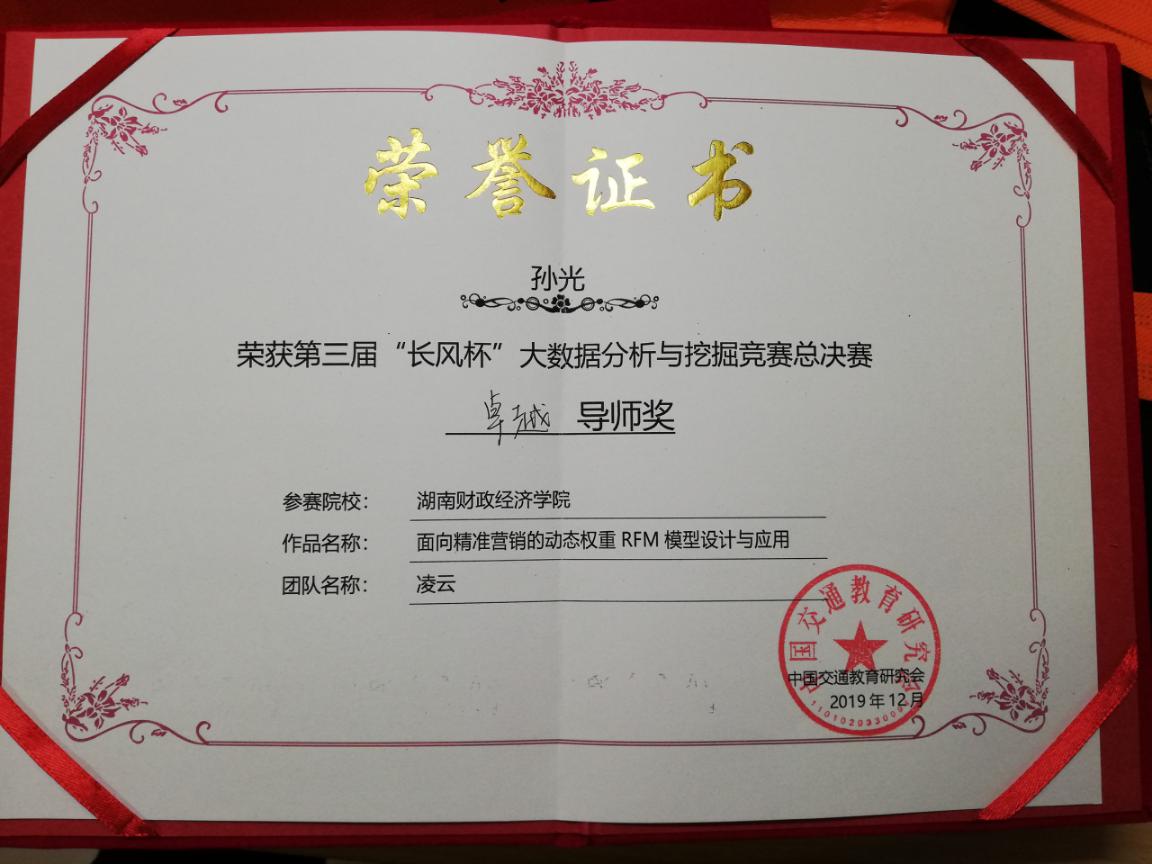 荣誉证书
孙光
荣获第三届“长风杯”大数据分析与挖掘竞赛总决赛
卓越 导师奖
参赛院校： 湖南财政经济学院
作品名称： 面向精准营销的动态权重 RFM 模型设计与应用
团队名称： 凌云
中国交通教育研究会
中国交通教育研究会
2019 年 12 月